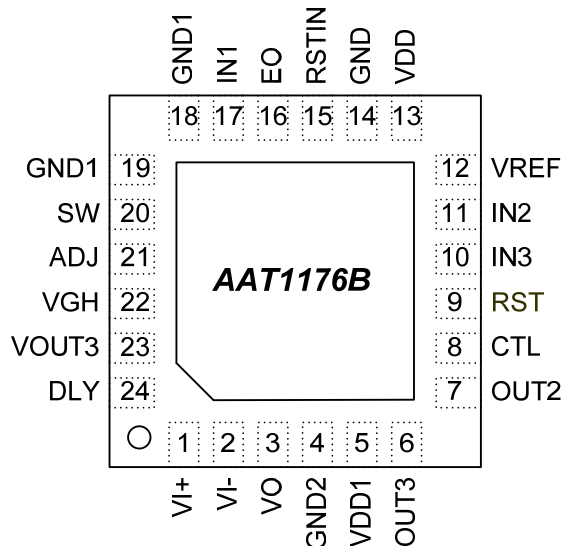 GND1 IN1 EO RSTIN GND VDD
18 17 16 15 14 13
GND1 19 12 VREF
SW 20 11 IN2
ADJ 21 10 IN3
AAT1176B
VGH 22 9 RST
VOUT3 23 8 CTL
DLY 24 7 OUT2
1 2 3 4 5 6
VI+ VI- VO GND2 VDD1 OUT3